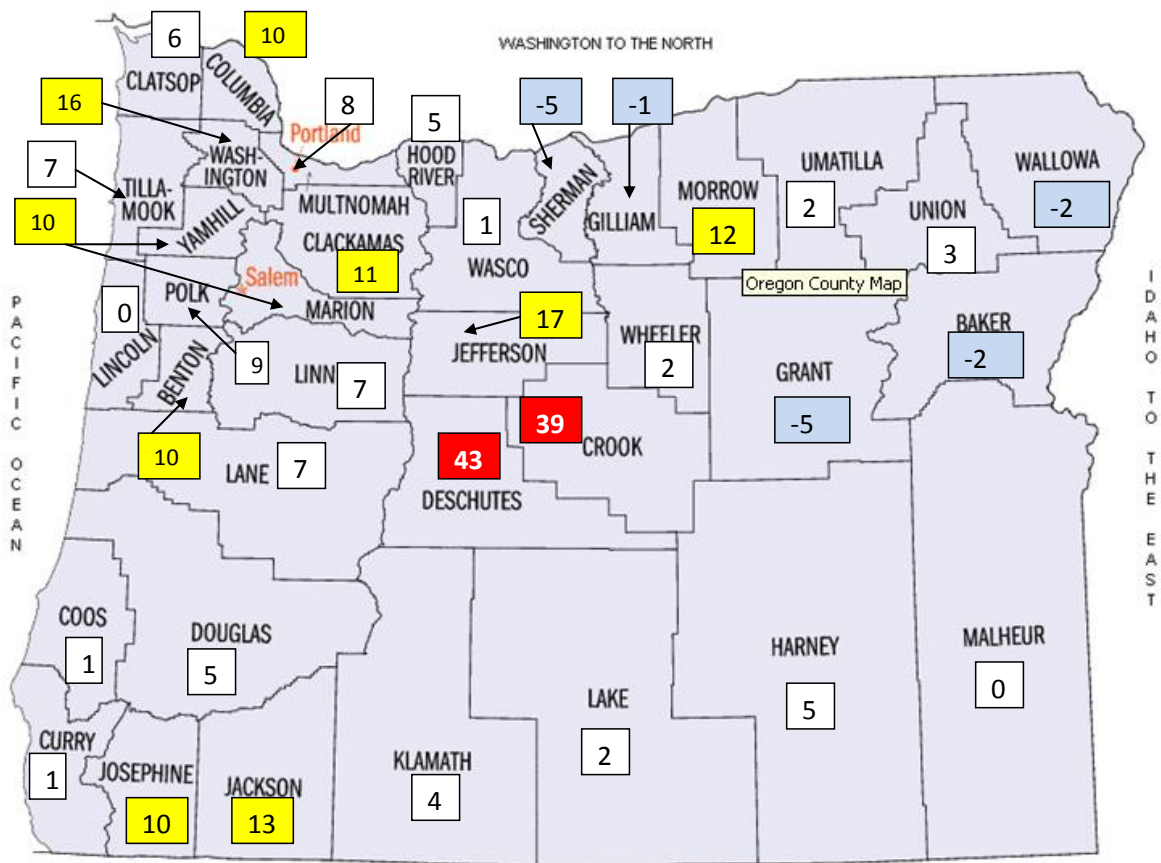 6
10
WASHINGTON TO THE NORTH
CLATSOP
COLUMBIA
16
8
5
-5
-1
Portland
7
WASH-
INGTON
HOOD
RIVER
UMATILLA
WALLOWA
TILLA-
MOOK
MULTNOMAH
SHERMAN
GILLIAM
MORROW
2
UNION
-2
10
YAMHILL
CLACKAMAS
1
12
3
11
WASCO
Salem
Oregon County Map
POLK
MARION
0
17
BAKER
LINCOLN
BENTON
9
LINN
7
JEFFERSON
WHEELER
2
-2
GRANT
-5
10
39
CROOK
43
LANE
7
DESCHUTES
PACIFIC OCEAN
IDAHO TO THE EAST
COOS
1
DOUGLAS
5
HARNEY
5
MALHEUR
0
CURRY
1
JOSEPHINE
10
JACKSON
13
KLAMATH
4
LAKE
2